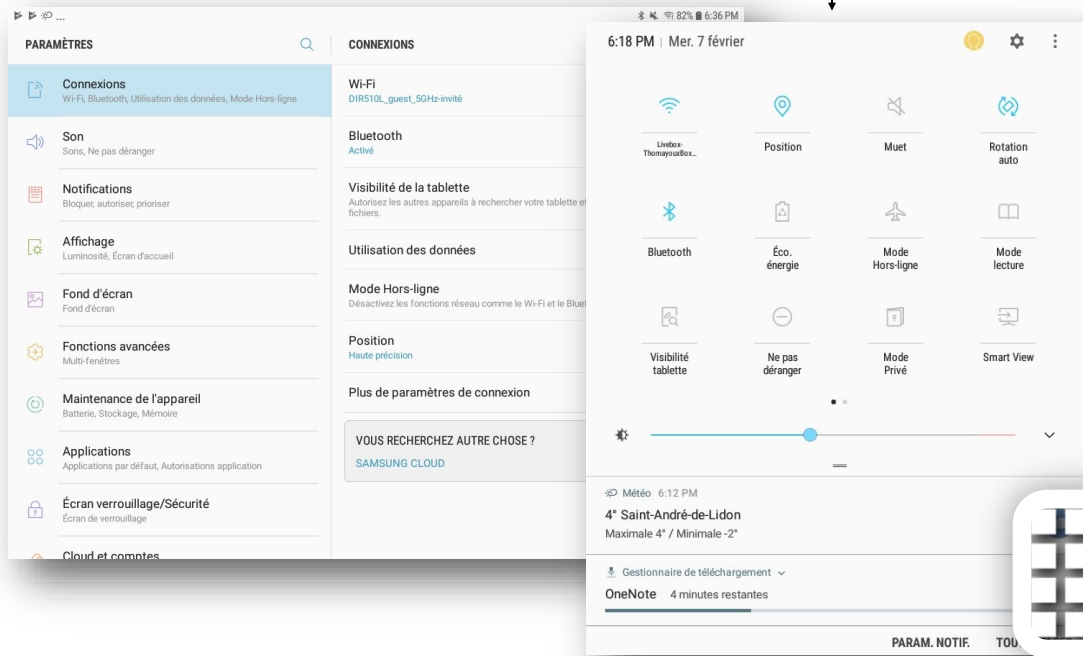 ... 82% 6:36 PM
PARAMÈTRES
Connexions
Wi-Fi, Bluetooth, Utilisation des données, Mode Hors-ligne
Son
Sons, Ne pas déranger
Notifications
Bloquer, autoriser, prioriser
Affichage
Luminosité, Écran d'accueil
Fond d'écran
Fond d'écran
Fonctions avancées
Multi-fenêtres
Maintenance de l'appareil
Batterie, Stockage, Mémoire
Applications
Applications par défaut, Autorisations application
Écran verrouillage/Sécurité
Écran de verrouillage
Cloud et comptes
CONNEXIONS
Wi-Fi
DIR510L_guest_5GHz-invité
Bluetooth
Activé
Visibilité de la tablette
Autorisez les autres appareils à rechercher votre tablette et
fichiers.
Utilisation des données
Mode Hors-ligne
Désactivez les fonctions réseau comme le Wi-Fi et le
Position
Haute précision
Plus de paramètres de connexion
VOUS RECHERCHEZ AUTRE CHOSE ?
SAMSUNG CLOUD
6:18 PM | Mer. 7 février
Livebox-
ThomayouxBox...
Position
Muet
Rotation
auto
Bluetooth
Éco.
énergie
Mode
Hors-ligne
Mode
lecture
Visibilité
tablette
Ne pas
déranger
Mode
Privé
Smart View
Météo 6:12 PM
4° Saint-André-de-Lidon
Maximale 4° / Minimale -2°
Gestionnaire de téléchargement
OneNote 4 minutes restantes
PARAM. NOTIF.